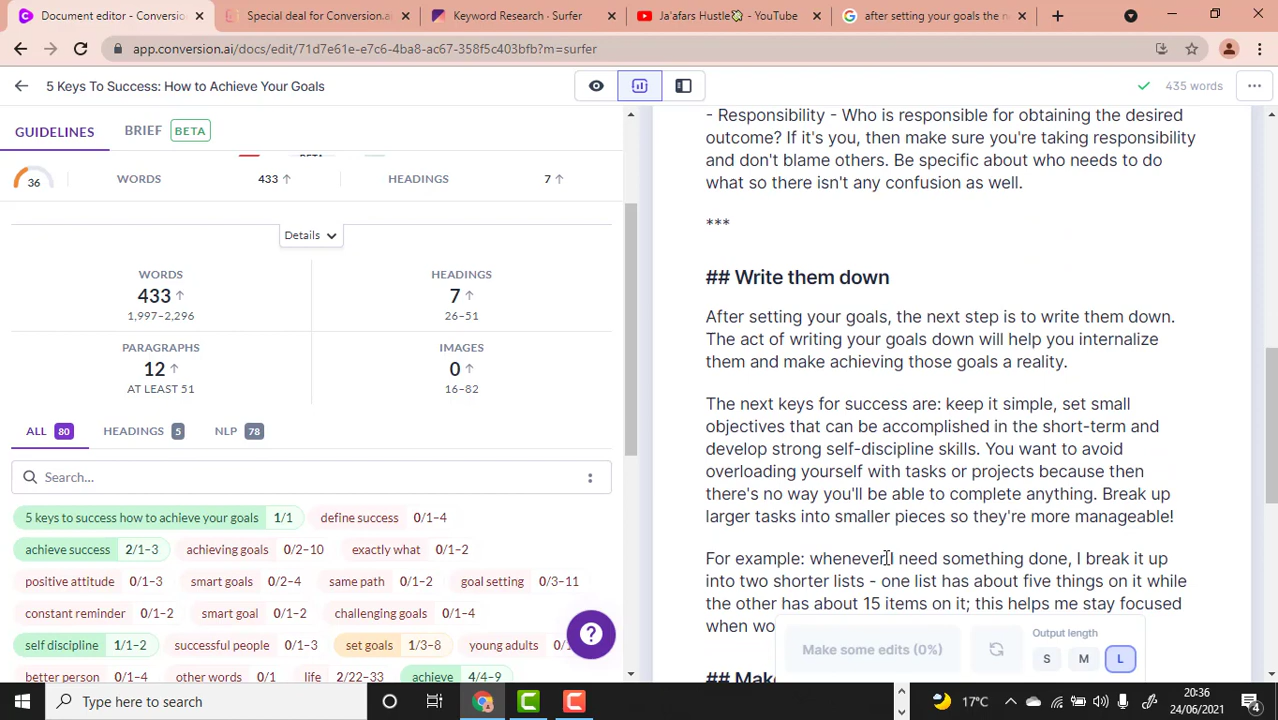 Document editor - Conversio
Special deal for Conversion.a
Keyword Research - Surfer
Ja'afars Hustle - YouTube
after setting your goals the n
app.conversion.ai/docs/edit/71d7e61e-e7c6-4ba8-ac67-358f5c403bfb?m=surfer
5 Keys To Success: How to Achieve Your Goals
435 words
GUIDELINES
BRIEF
BETA
36
WORDS
433
HEADINGS
7
Details
WORDS
433
1,997–2,296
HEADINGS
7
26–51
PARAGRAPHS
12
AT LEAST 51
IMAGES
0
16–82
ALL 80
HEADINGS 5
NLP 78
Search...
5 keys to success how to achieve your goals 1/1
define success 0/1–4
achieve success 2/1–3
achieving goals 0/2–10
exactly what 0/1–2
positive attitude 0/1–3
smart goals 0/2–4
same path 0/1–2
goal setting 0/3–11
constant reminder 0/1–2
smart goal 0/1–2
challenging goals 0/1–4
self discipline 1/1–2
successful people 0/1–3
set goals 1/3–8
young adults 0/
better person 0/1–4
other words 0/1
life 2/22–33
achieve 4/4–9
- Responsibility - Who is responsible for obtaining the desired
outcome? If it's you, then make sure you're taking responsibility
and don't blame others. Be specific about who needs to do
what so there isn't any confusion as well.
***
## Write them down
After setting your goals, the next step is to write them down.
The act of writing your goals down will help you internalize
them and make achieving those goals a reality.
The next keys for success are: keep it simple, set small
objectives that can be accomplished in the short-term and
develop strong self-discipline skills. You want to avoid
overloading yourself with tasks or projects because then
there's no way you'll be able to complete anything. Break up
larger tasks into smaller pieces so they're more manageable!
For example: whenever I need something done, I break it up
into two shorter lists - one list has about five things on it while
the other has about 15 items on it; this helps me stay focused
when wo
## Make
Make some edits (0%)
Output length
S
M
L
Type here to search
17°C
20:36
24/06/2021
4